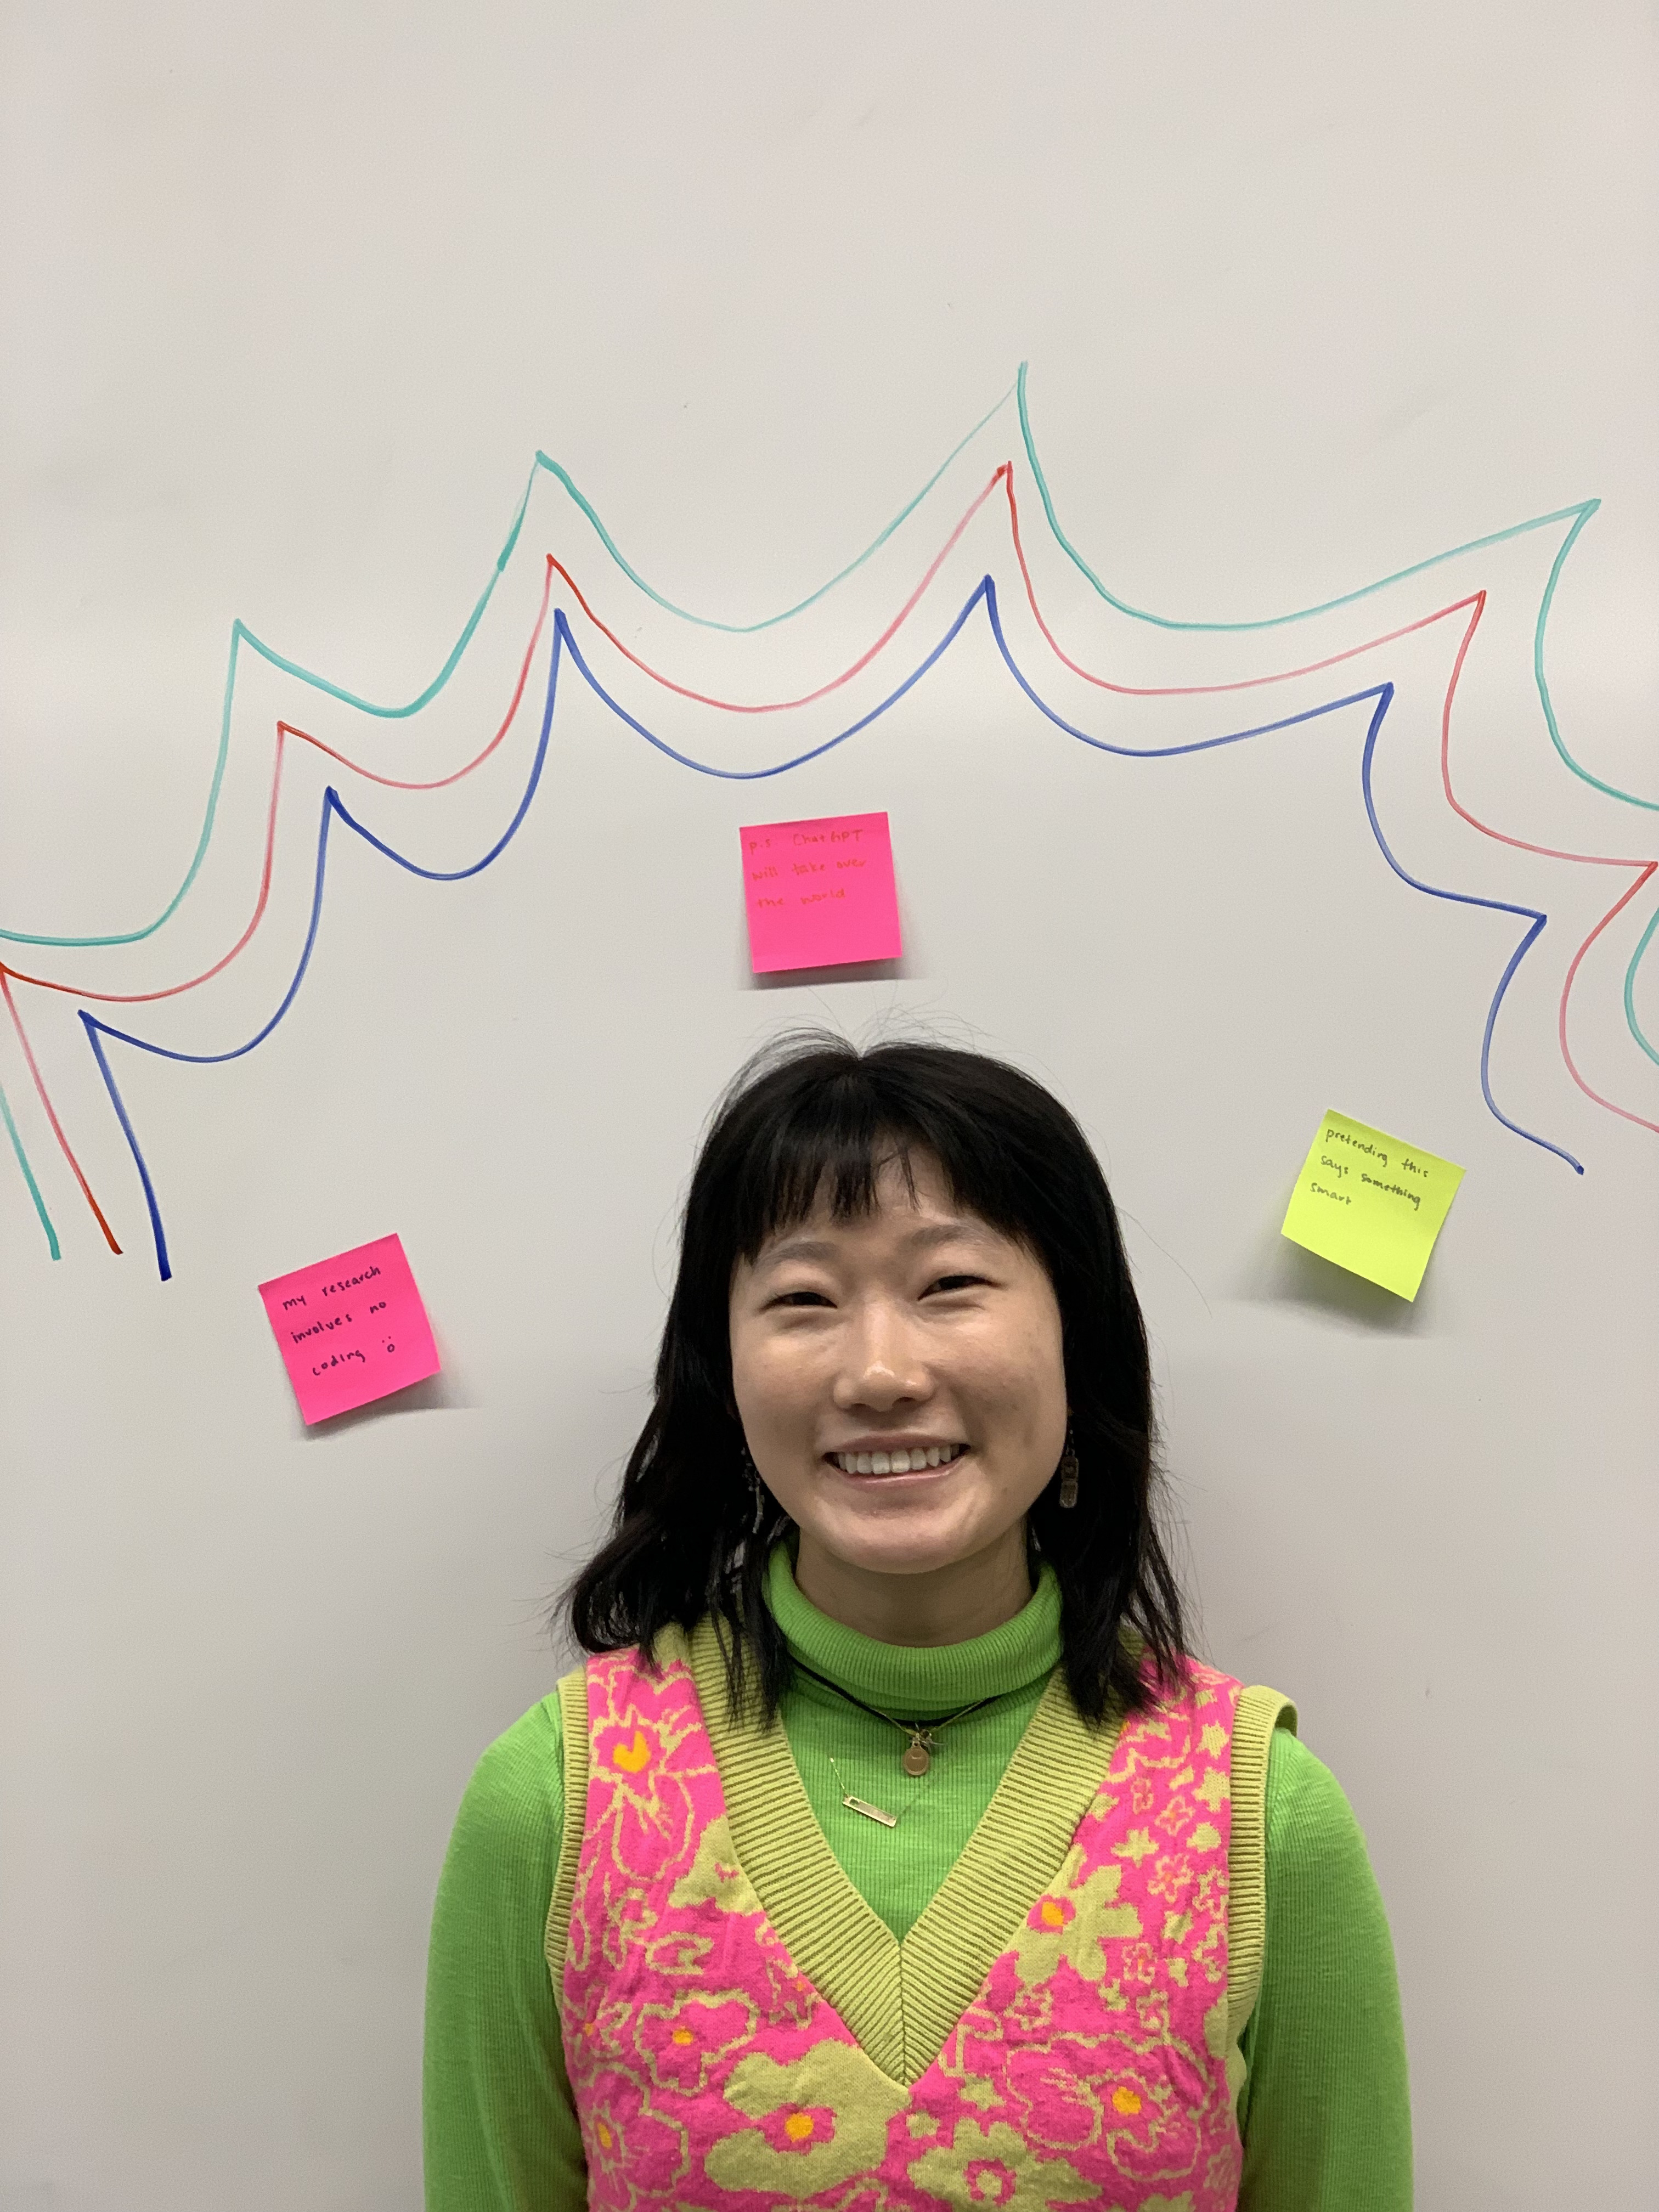 p.s. ChatGPT
will take over
the world
pretending this
says something
smart
my research
involves no
coding